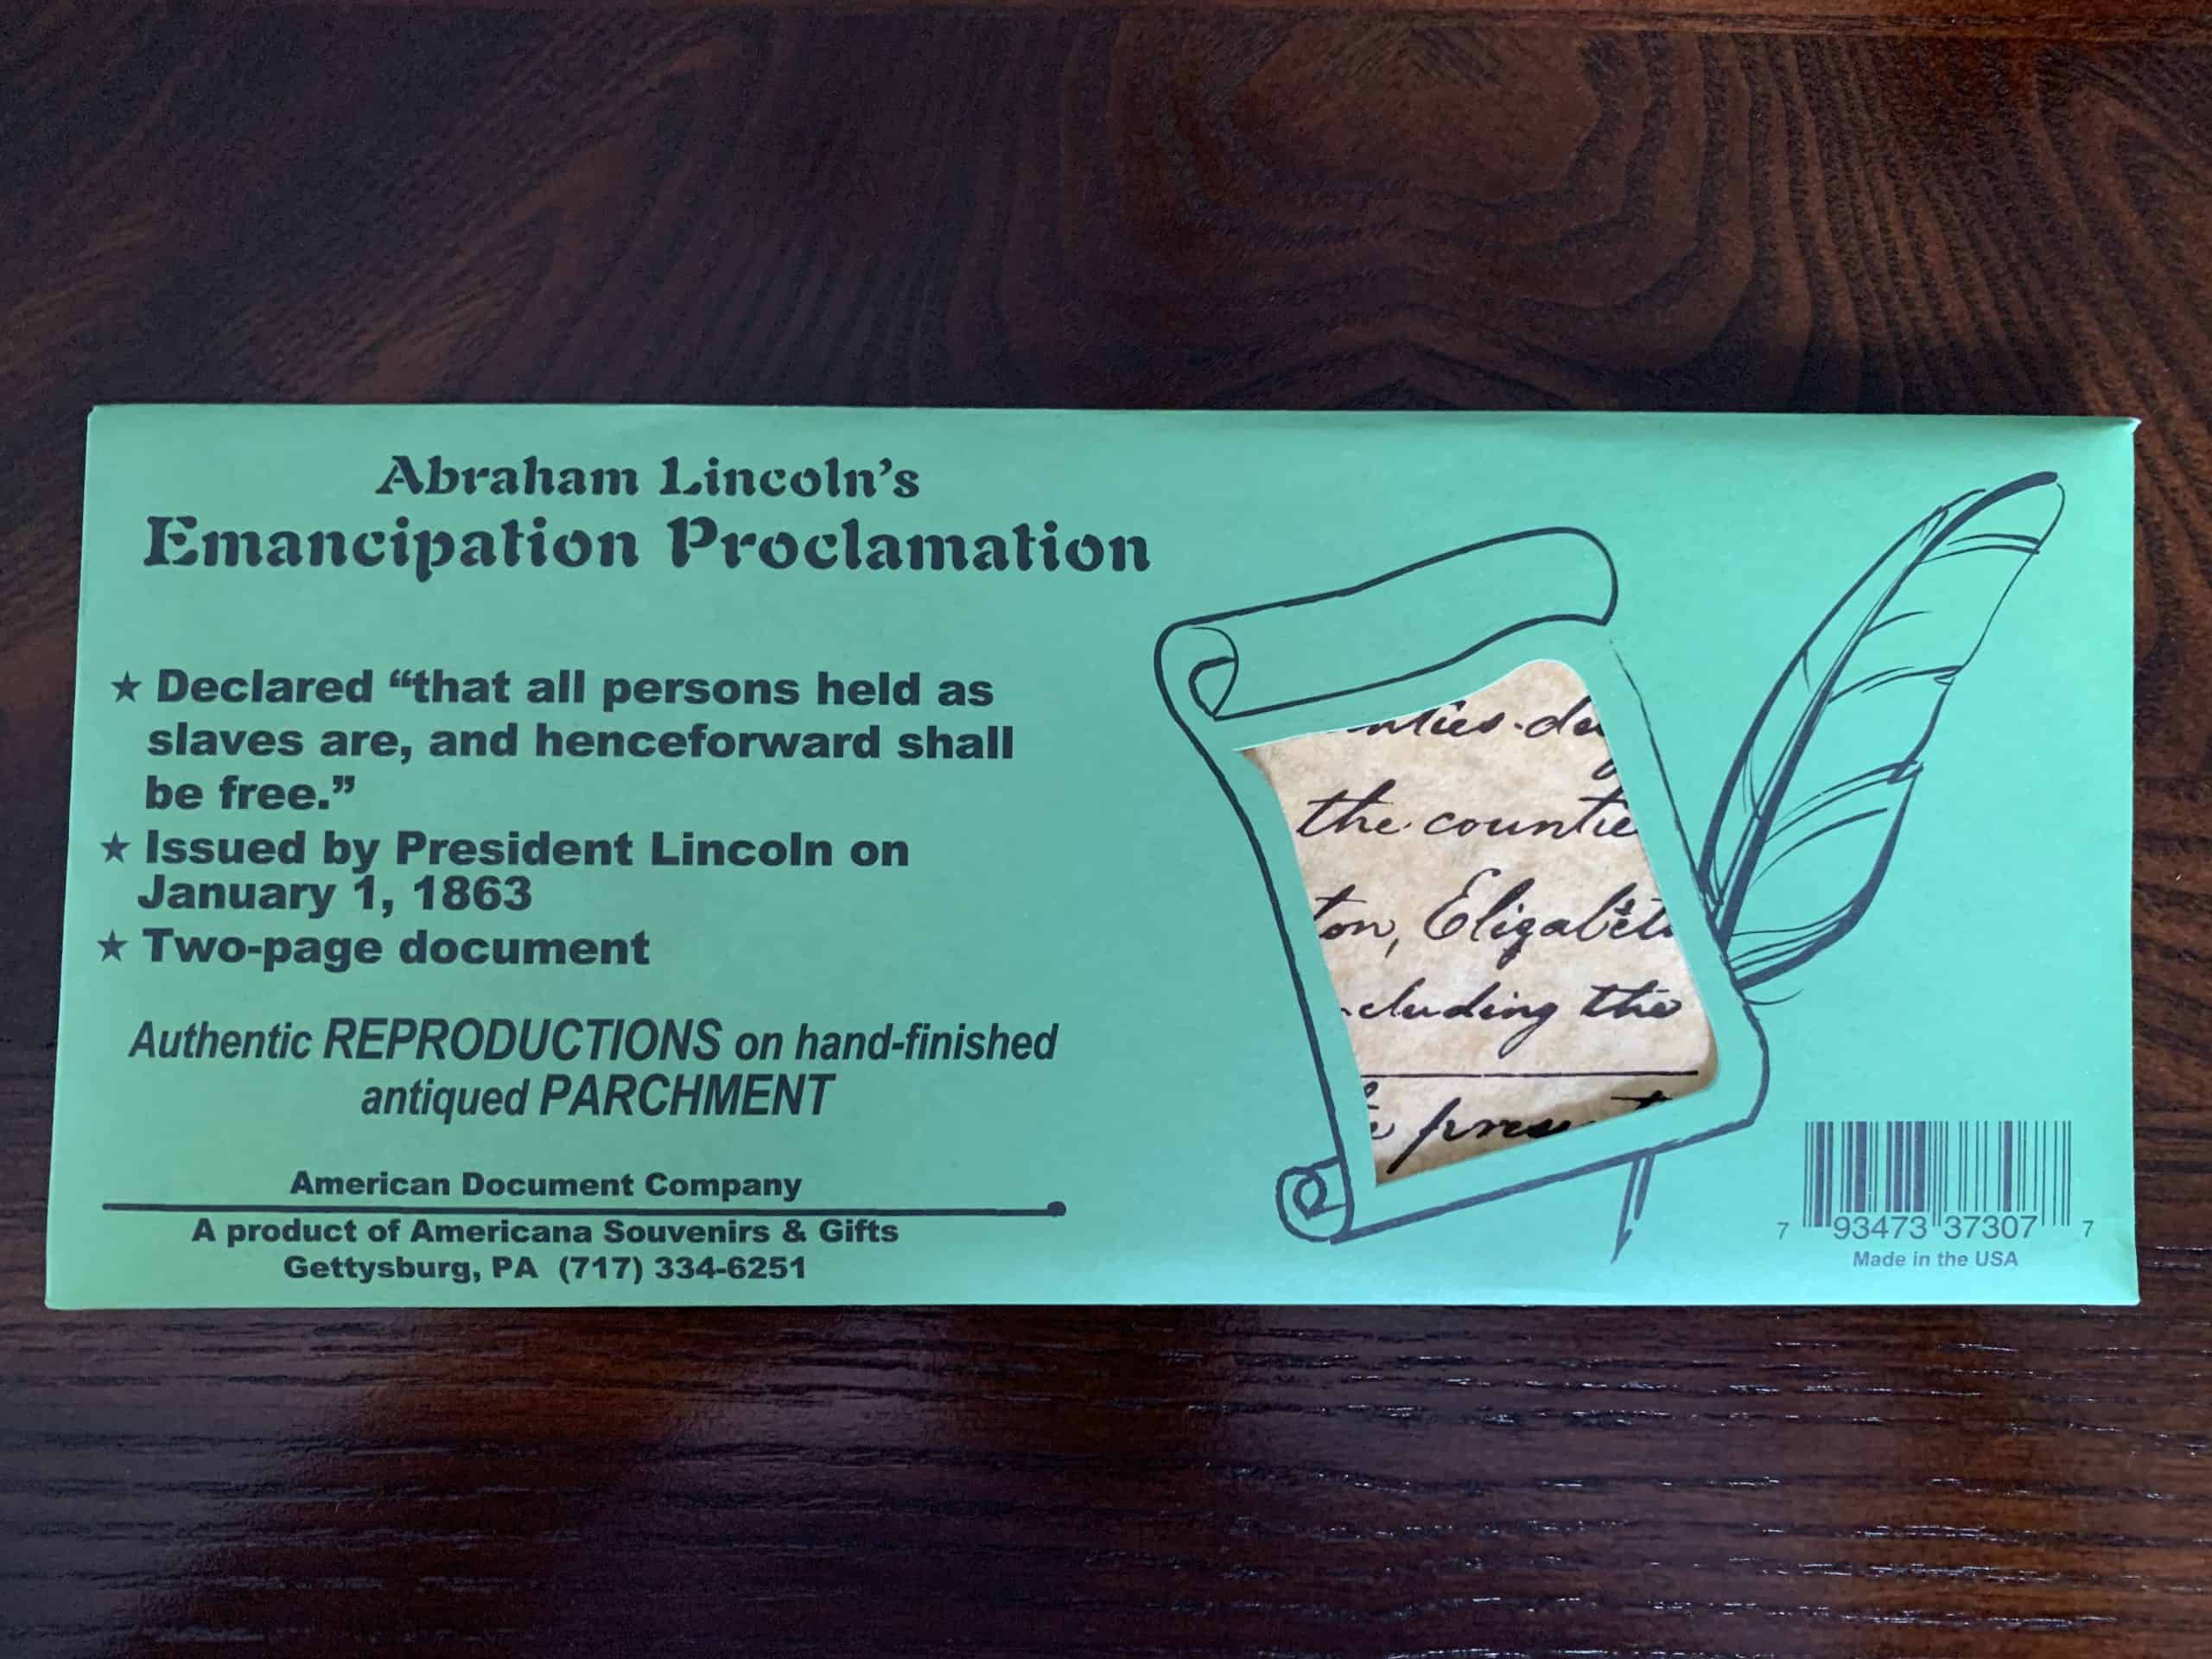 Abraham Lincoln's
Emancipation Proclamation
★ Declared “that all persons held as
slaves are, and henceforward shall
be free.”
★ Issued by President Lincoln on
January 1, 1863
★ Two-page document
Authentic REPRODUCTIONS on hand-finished
antiqued PARCHMENT
American Document Company
A product of Americana Souvenirs & Gifts
Gettysburg, PA (717) 334-6251
the countie
ton, Elizabet
cluding the
7 93473 37307 7
Made in the USA